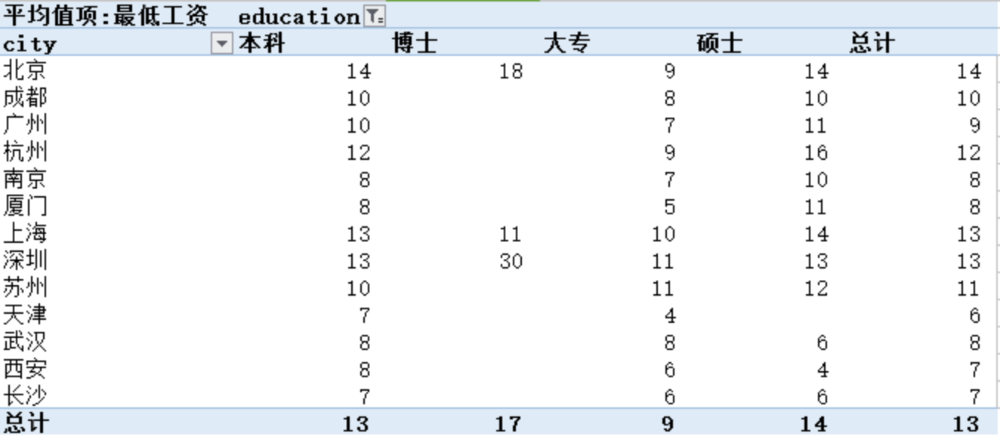 平均值项:最低工资 education
city 本科 博士 大专 硕士 总计
北京 14 18 9 14 14
成都 10 8 10 10
广州 10 7 11 9
杭州 12 9 16 12
南京 8 7 10 8
厦门 8 5 11 8
上海 13 11 10 14 13
深圳 13 30 11 13 13
苏州 10 11 12 11
天津 7 4 6
武汉 8 8 6 8
西安 8 6 4 7
长沙 7 6 6 7
总计 13 17 9 14 13